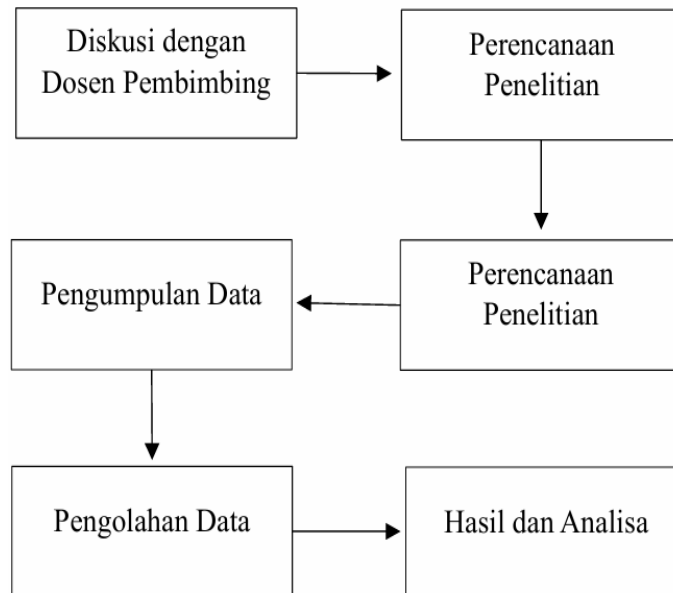 Diskusi dengan
Dosen Pembimbing
Perencanaan
Penelitian
Perencanaan
Penelitian
Pengumpulan Data
Pengolahan Data
Hasil dan Analisa